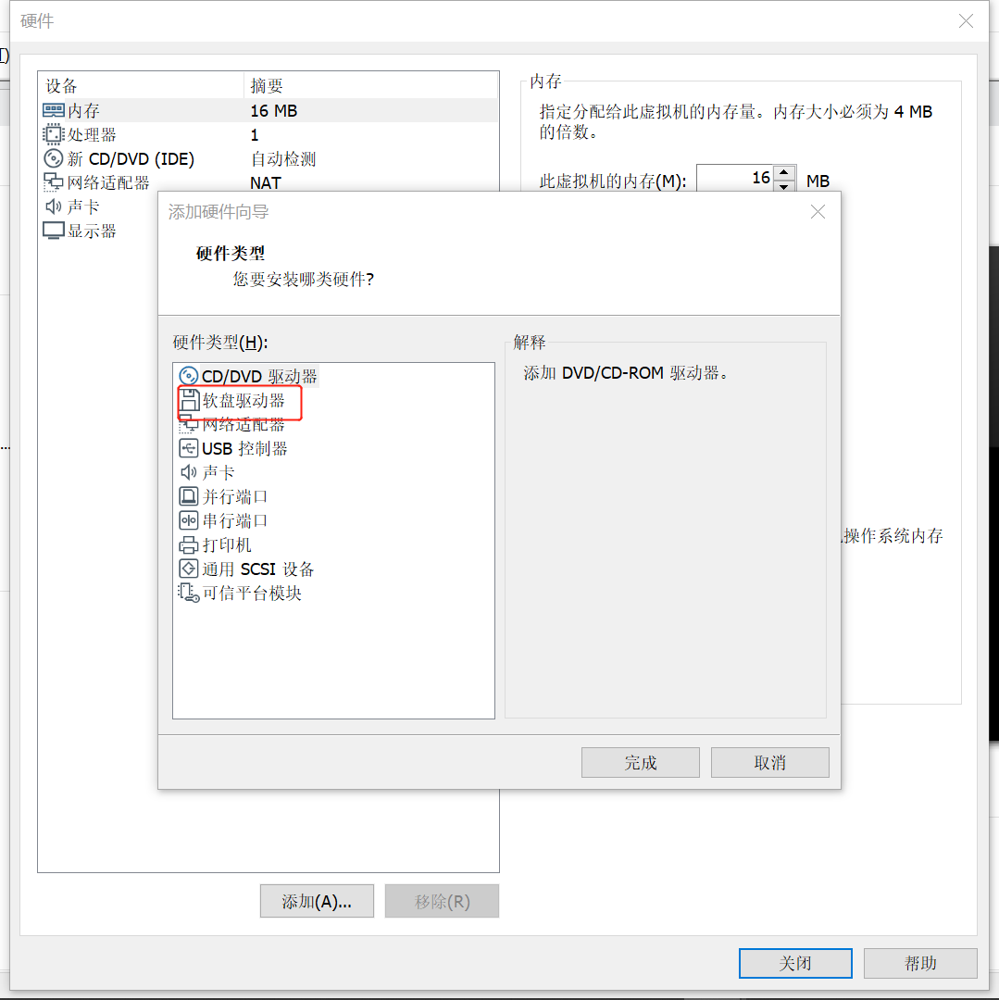 硬件
设备 摘要
内存 16 MB
处理器 1
新 CD/DVD (IDE) 自动检测
网络适配器 NAT
声卡
显示器
内存
指定分配给此虚拟机的内存量。内存大小必须为 4 MB
的倍数。
此虚拟机的内存(M): 16 MB
添加硬件向导
硬件类型
您要安装哪类硬件?
硬件类型(H):
CD/DVD 驱动器
软盘驱动器
网络适配器
USB 控制器
声卡
并行端口
串行端口
打印机
通用 SCSI 设备
可信平台模块
解释
添加 DVD/CD-ROM 驱动器。
操作系统内存
完成 取消
添加(A)... 移除(R)
关闭 帮助